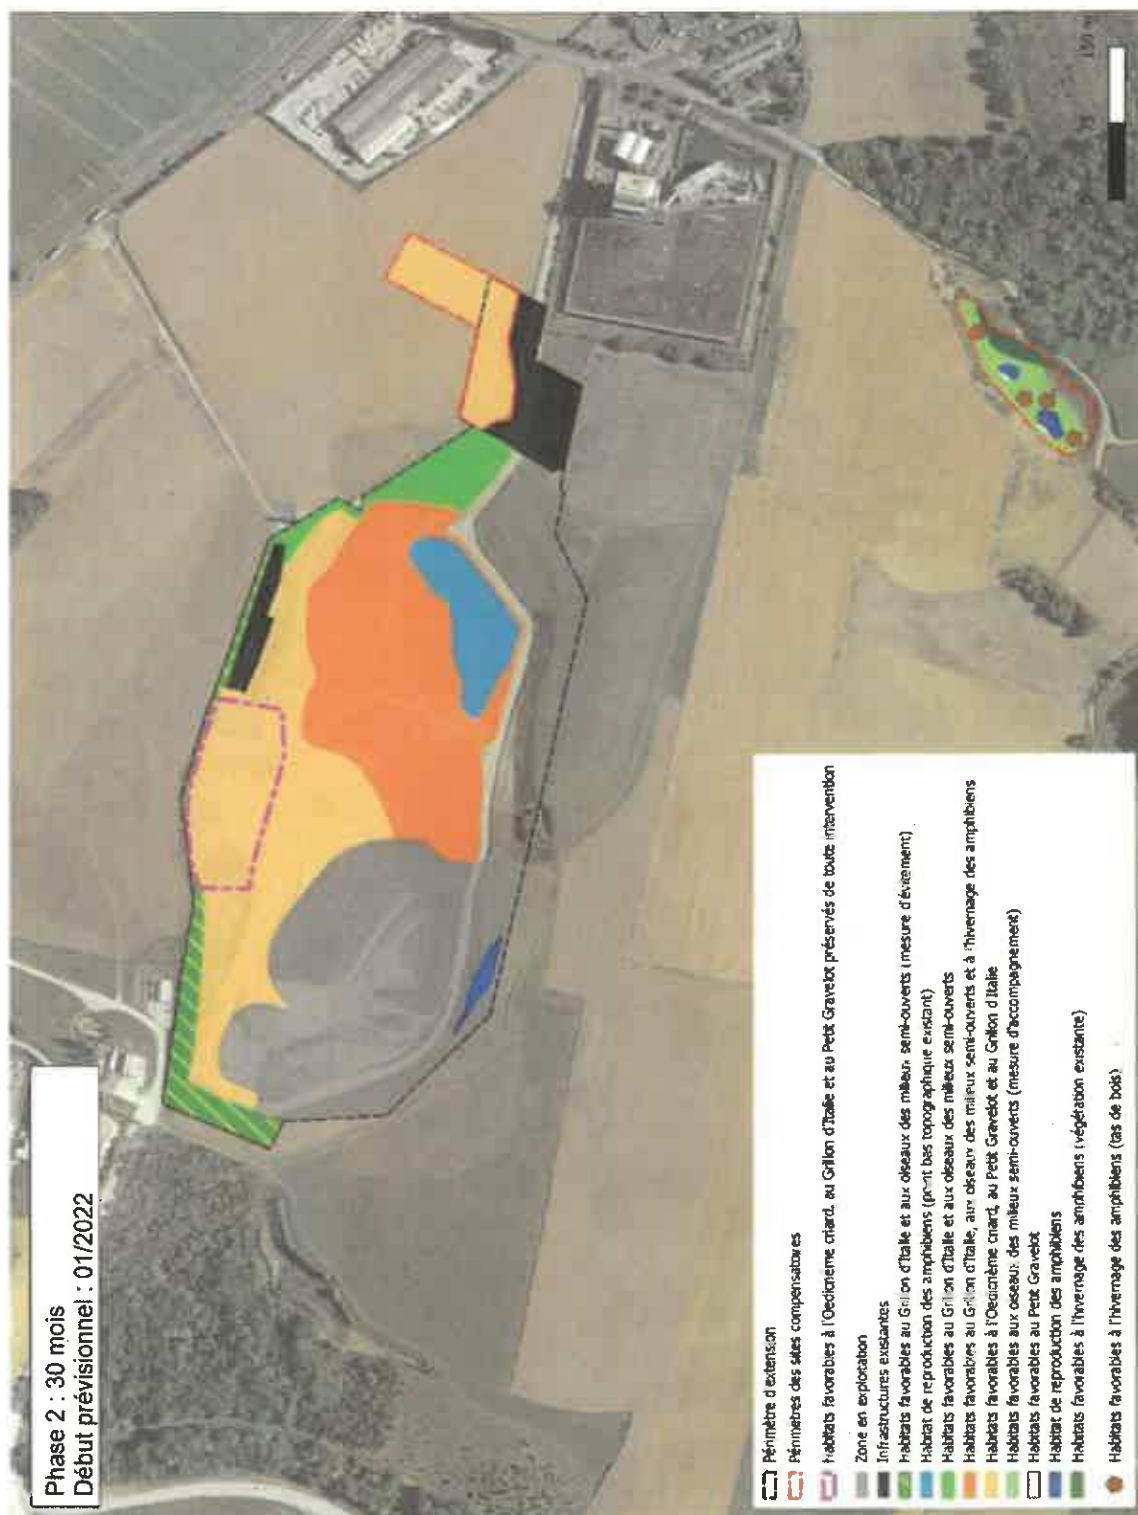 Phase 2 : 30 mois
Début prévisionnel : 01/2022
Périmètre d'extension
Périmètres des sites compensatoires
Habitats favorables à l'Oedicnème criard, au Grillon d'Italie et au Petit Gravelot préservés de toute intervention
Zone en exploitation
Infrastructures existantes
Habitats favorables au Grillon d'Italie et aux oiseaux des milieux semi-ouverts (mesure d'évitement)
Habitat de reproduction des amphibiens (point bas topographique existant)
Habitats favorables au Grillon d'Italie et aux oiseaux des milieux semi-ouverts
Habitats favorables au Grillon d'Italie, aux oiseaux des milieux semi-ouverts et à l'hivernage des amphibiens
Habitats favorables à l'Oedicnème criard, au Petit Gravelot et au Grillon d'Italie
Habitats favorables aux oiseaux des milieux semi-ouverts (mesure d'accompagnement)
Habitats favorables au Petit Gravelot
Habitat de reproduction des amphibiens
Habitats favorables à l'hivernage des amphibiens (végétation existante)
Habitats favorables à l'hivernage des amphibiens (tas de bois)
0 75 150 m